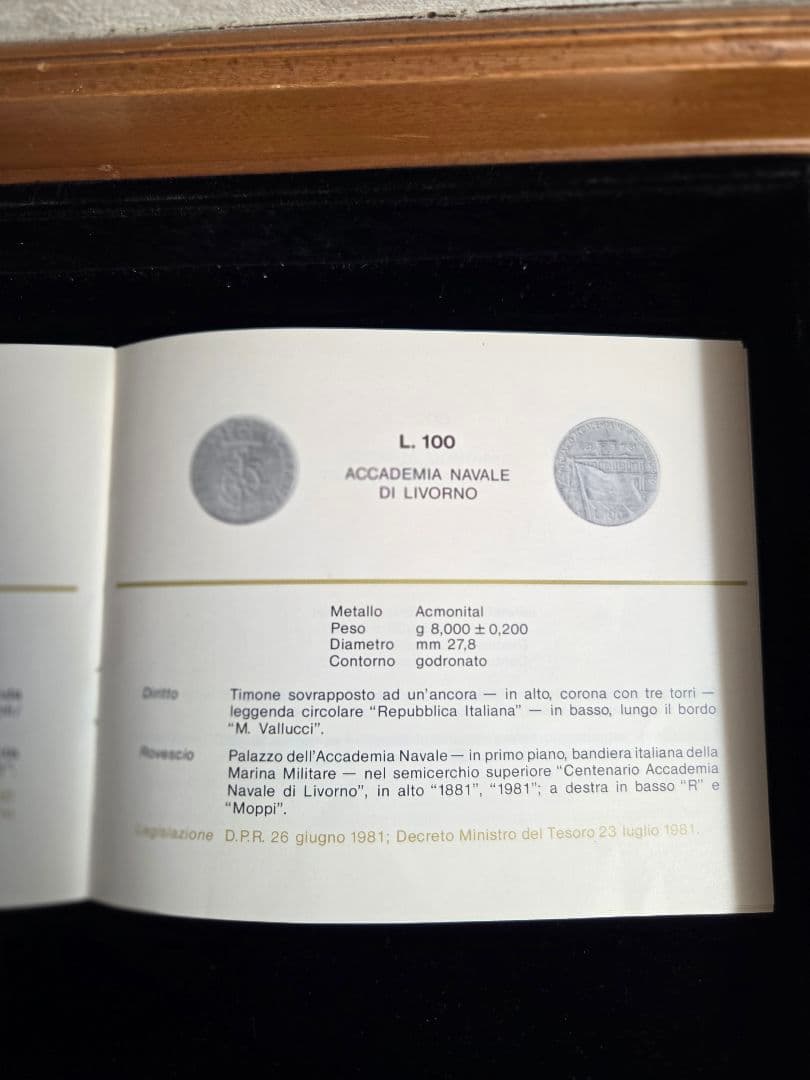 L. 100
ACCADEMIA NAVALE
DI LIVORNO
Metallo Acmonital
Peso g 8,000 ± 0,200
Diametro mm 27,8
Contorno godronato
Diritto Timone sovrapposto ad un'ancora — in alto, corona con tre torri —
leggenda circolare “Repubblica Italiana” — in basso, lungo il bordo
“M. Vallucci”.
Rovescio Palazzo dell'Accademia Navale — in primo piano, bandiera italiana della
Marina Militare — nel semicerchio superiore “Centenario Accademia
Navale di Livorno”, in alto “1881”, “1981”; a destra in basso “R” e
“Moppi”.
Legislazione D.P.R. 26 giugno 1981; Decreto Ministro del Tesoro 23 luglio 1981.